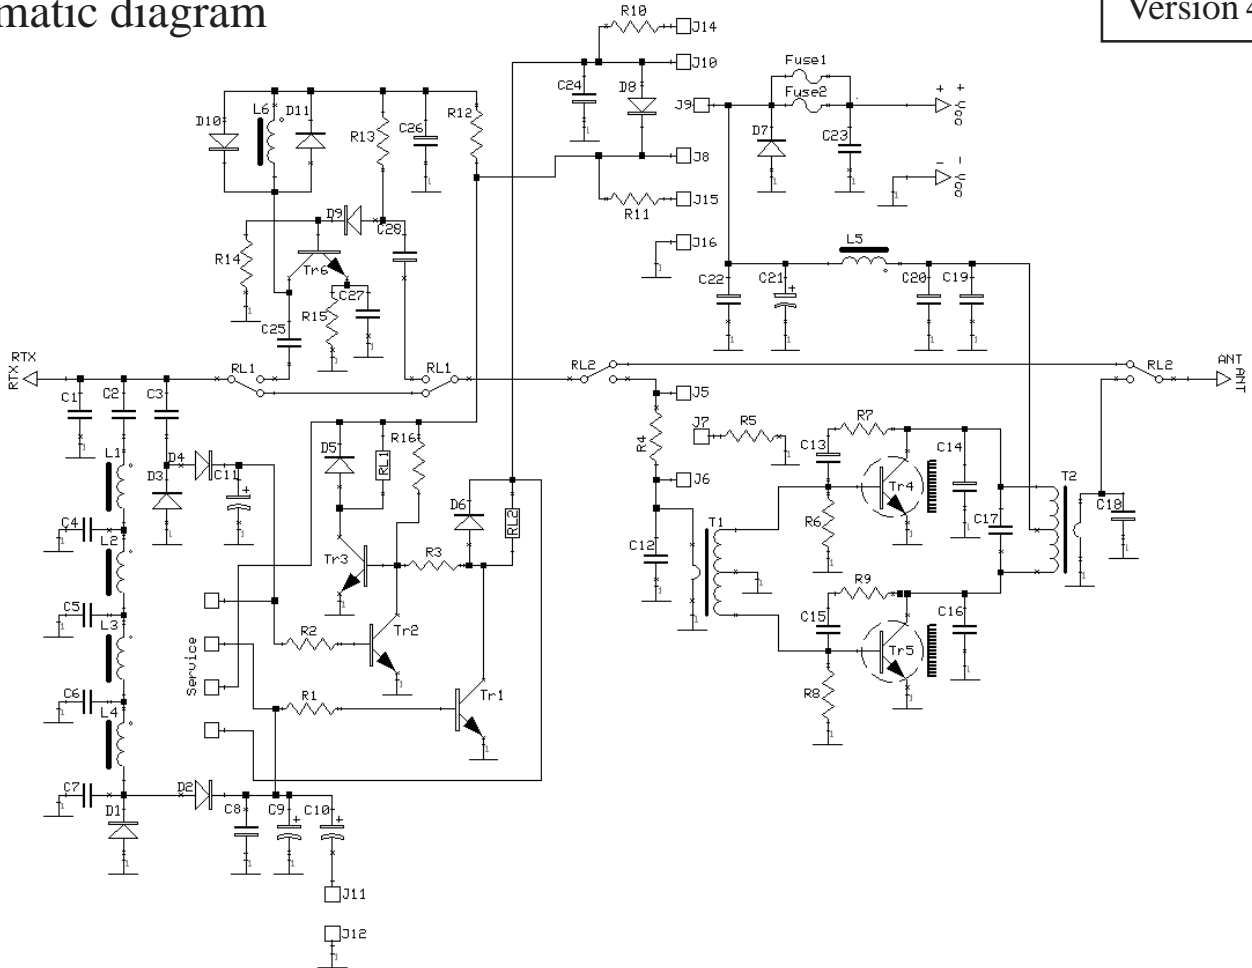 matic diagram
Version 4
R10
J14
J10
C24
D8
Fuse1
Fuse2
J9
+ +
Vcc
D7
C23
- -
Vcc
L6
D10
D11
R13
C26
R12
J8
J15
R11
J16
D9
C28
R14
Tr6
L5
C22
C21
+
C20
C19
C27
R15
C25
RTX
RTX
RL1
RL1
RL2
RL2
ANT
ANT
C1
C2
C3
J5
J7
R5
R7
R4
C13
C14
L1
D4
D3
C11
+
D5
RL1
R16
J6
Tr4
T2
D6
RL2
C18
C4
L2
Tr3
R3
C12
T1
R6
C17
R9
C5
L3
C15
C16
R2
Tr2
Tr5
Service
C6
L4
R1
Tr1
R8
C7
D2
D1
C8
C9
+
C10
+
J11
J12